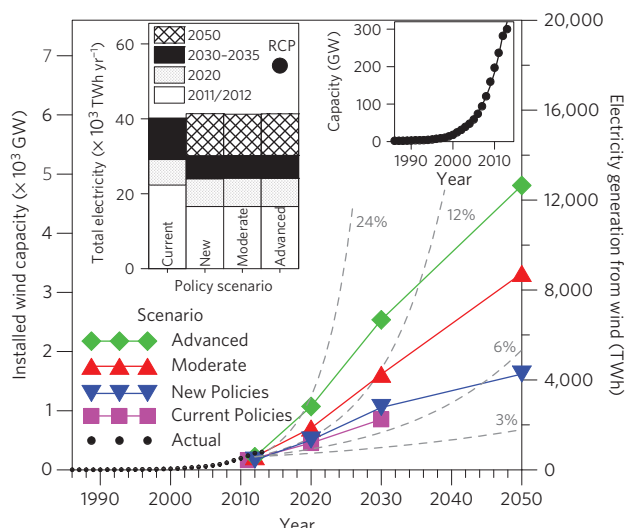 Installed wind capacity (× 10³ GW)
7
6
5
4
3
2
1
0
Total electricity (× 10³ TWh yr⁻¹)
60
40
20
0
2050
2030–2035
2020
2011/2012
RCP
Current
New
Moderate
Advanced
Policy scenario
Capacity (GW)
300
200
100
0
1990
2000
2010
Year
24%
12%
6%
3%
Scenario
Advanced
Moderate
New Policies
Current Policies
Actual
20,000
16,000
12,000
8,000
4,000
0
Electricity generation from wind (TWh)
1990
2000
2010
2020
2030
2040
2050
Year